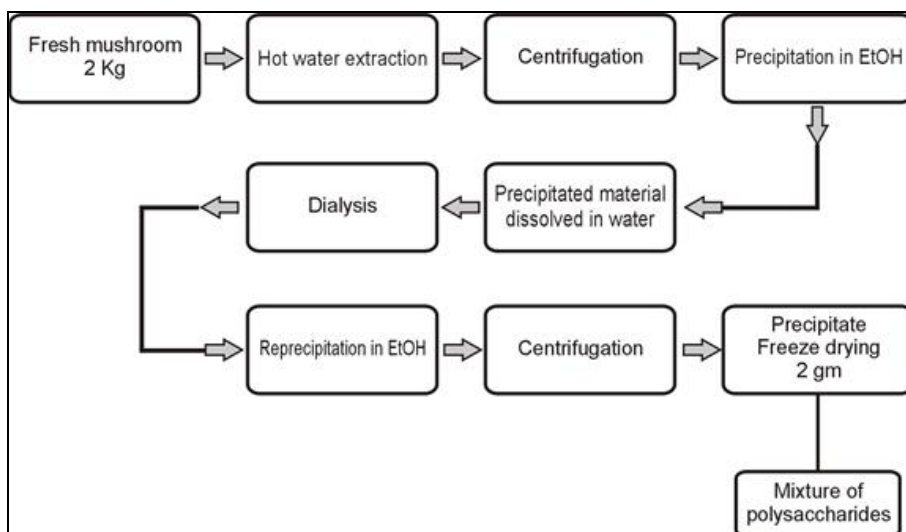 Fresh mushroom
2 Kg
Hot water extraction
Centrifugation
Precipitation in EtOH
Precipitated material
dissolved in water
Dialysis
Reprecipitation in EtOH
Centrifugation
Precipitate
Freeze drying
2 gm
Mixture of
polysaccharides